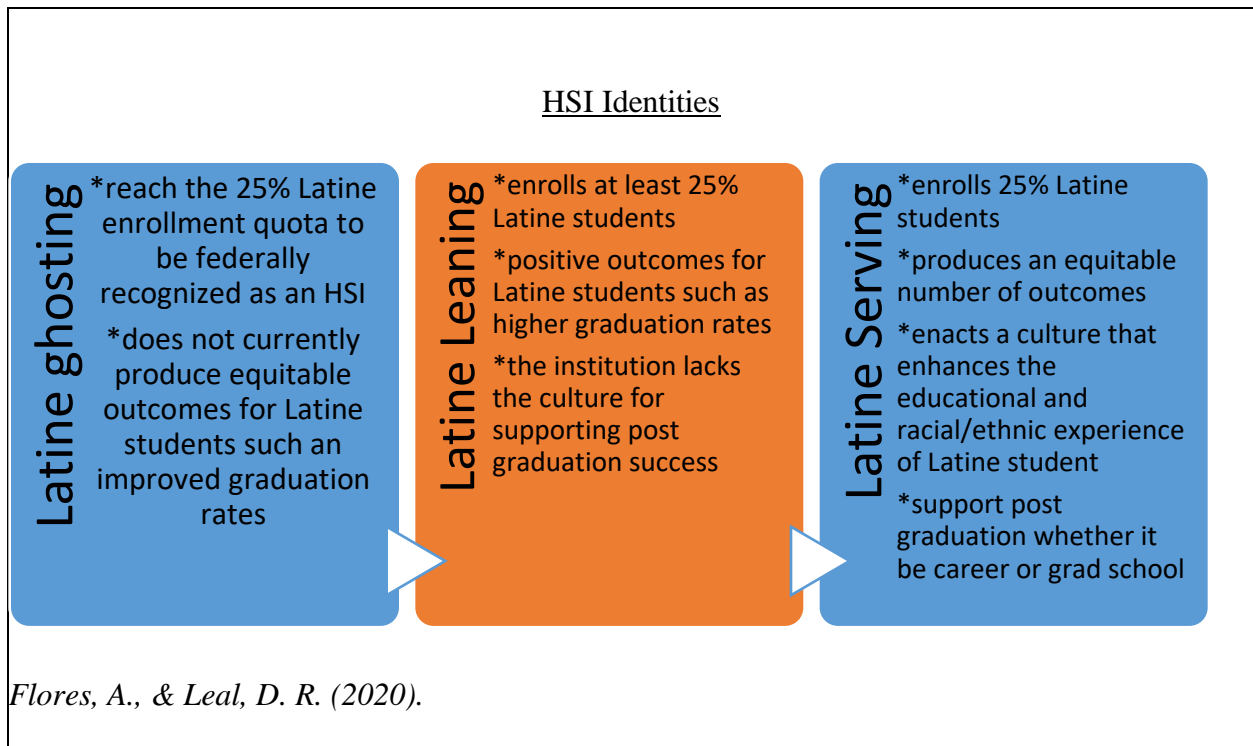 HSI Identities
Latine ghosting
*reach the 25% Latine
enrollment quota to
be federally
recognized as an HSI
*does not currently
produce equitable
outcomes for Latine
students such an
improved graduation
rates
Latine Leaning
*enrolls at least 25%
Latine students
*positive outcomes for
Latine students such as
higher graduation rates
*the institution lacks
the culture for
supporting post
graduation success
Latine Serving
*enrolls 25% Latine
students
*produces an equitable
number of outcomes
*enacts a culture that
enhances the
educational and
racial/ethnic experience
of Latine student
*support post
graduation whether it
be career or grad school
Flores, A., & Leal, D. R. (2020).